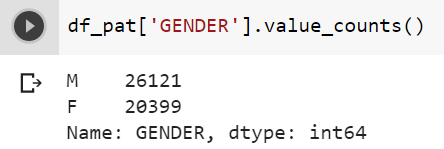 df_pat['GENDER'].value_counts()
M    26121
F    20399
Name: GENDER, dtype: int64